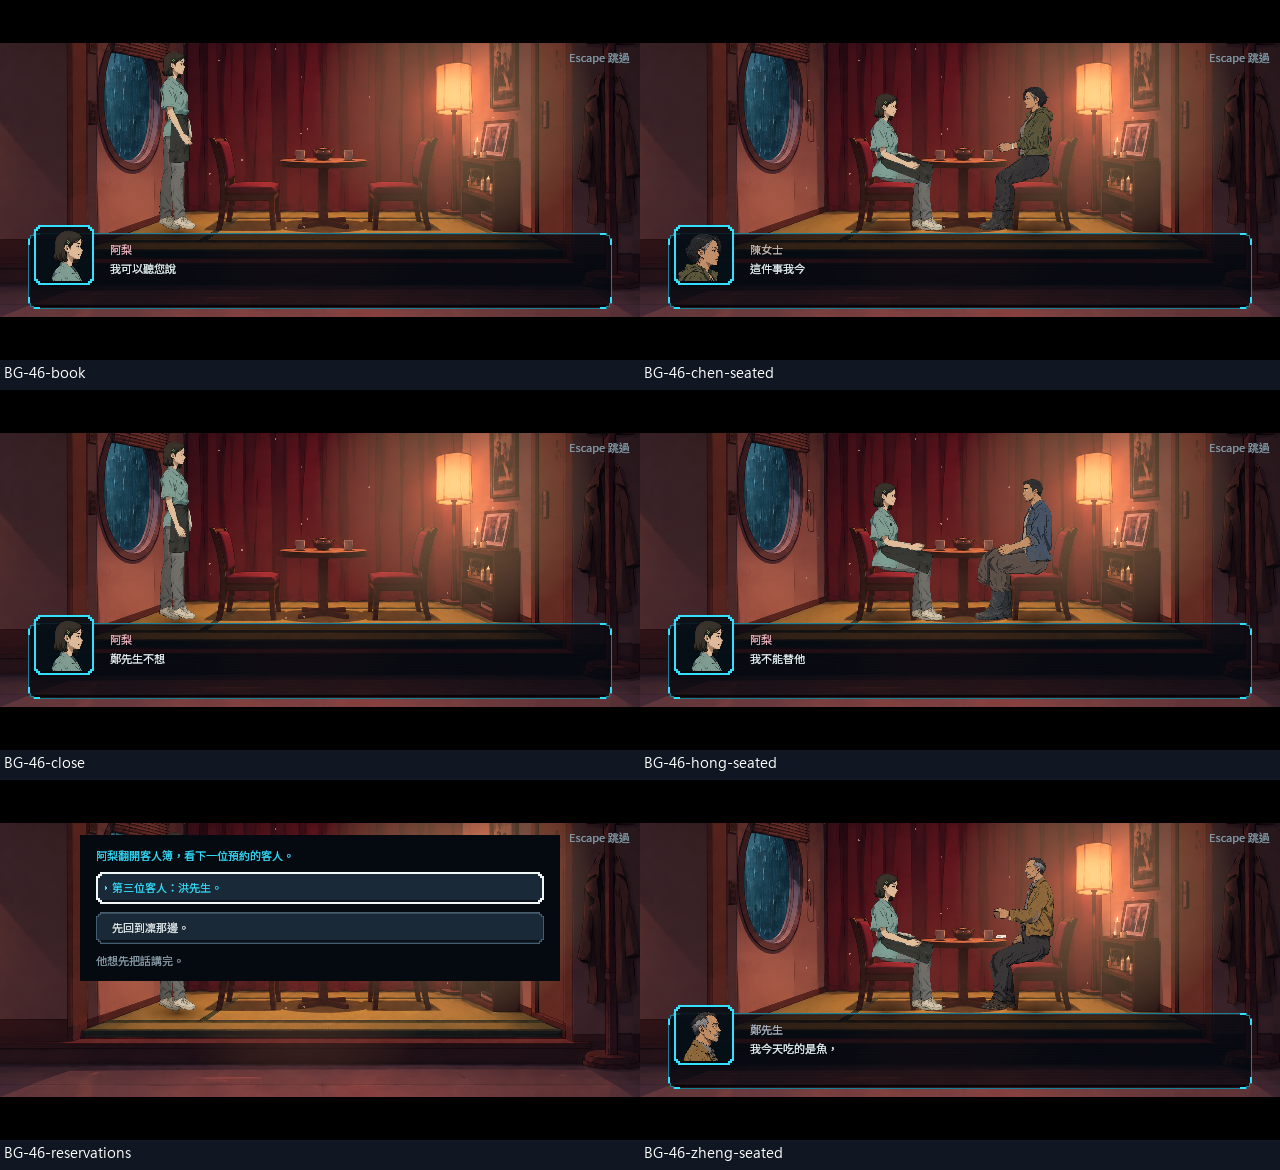 Escape 跳過
阿梨
我可以聽您說
BG-46-book
Escape 跳過
陳女士
這件事我今
BG-46-chen-seated
Escape 跳過
阿梨
鄭先生不想
BG-46-close
Escape 跳過
阿梨
我不能替他
BG-46-hong-seated
Escape 跳過
阿梨翻開客人簿，看下一位預約的客人。
第三位客人：洪先生。
先回到凜那邊。
他想先把話講完。
BG-46-reservations
Escape 跳過
鄭先生
我今天吃的是魚，
BG-46-zheng-seated